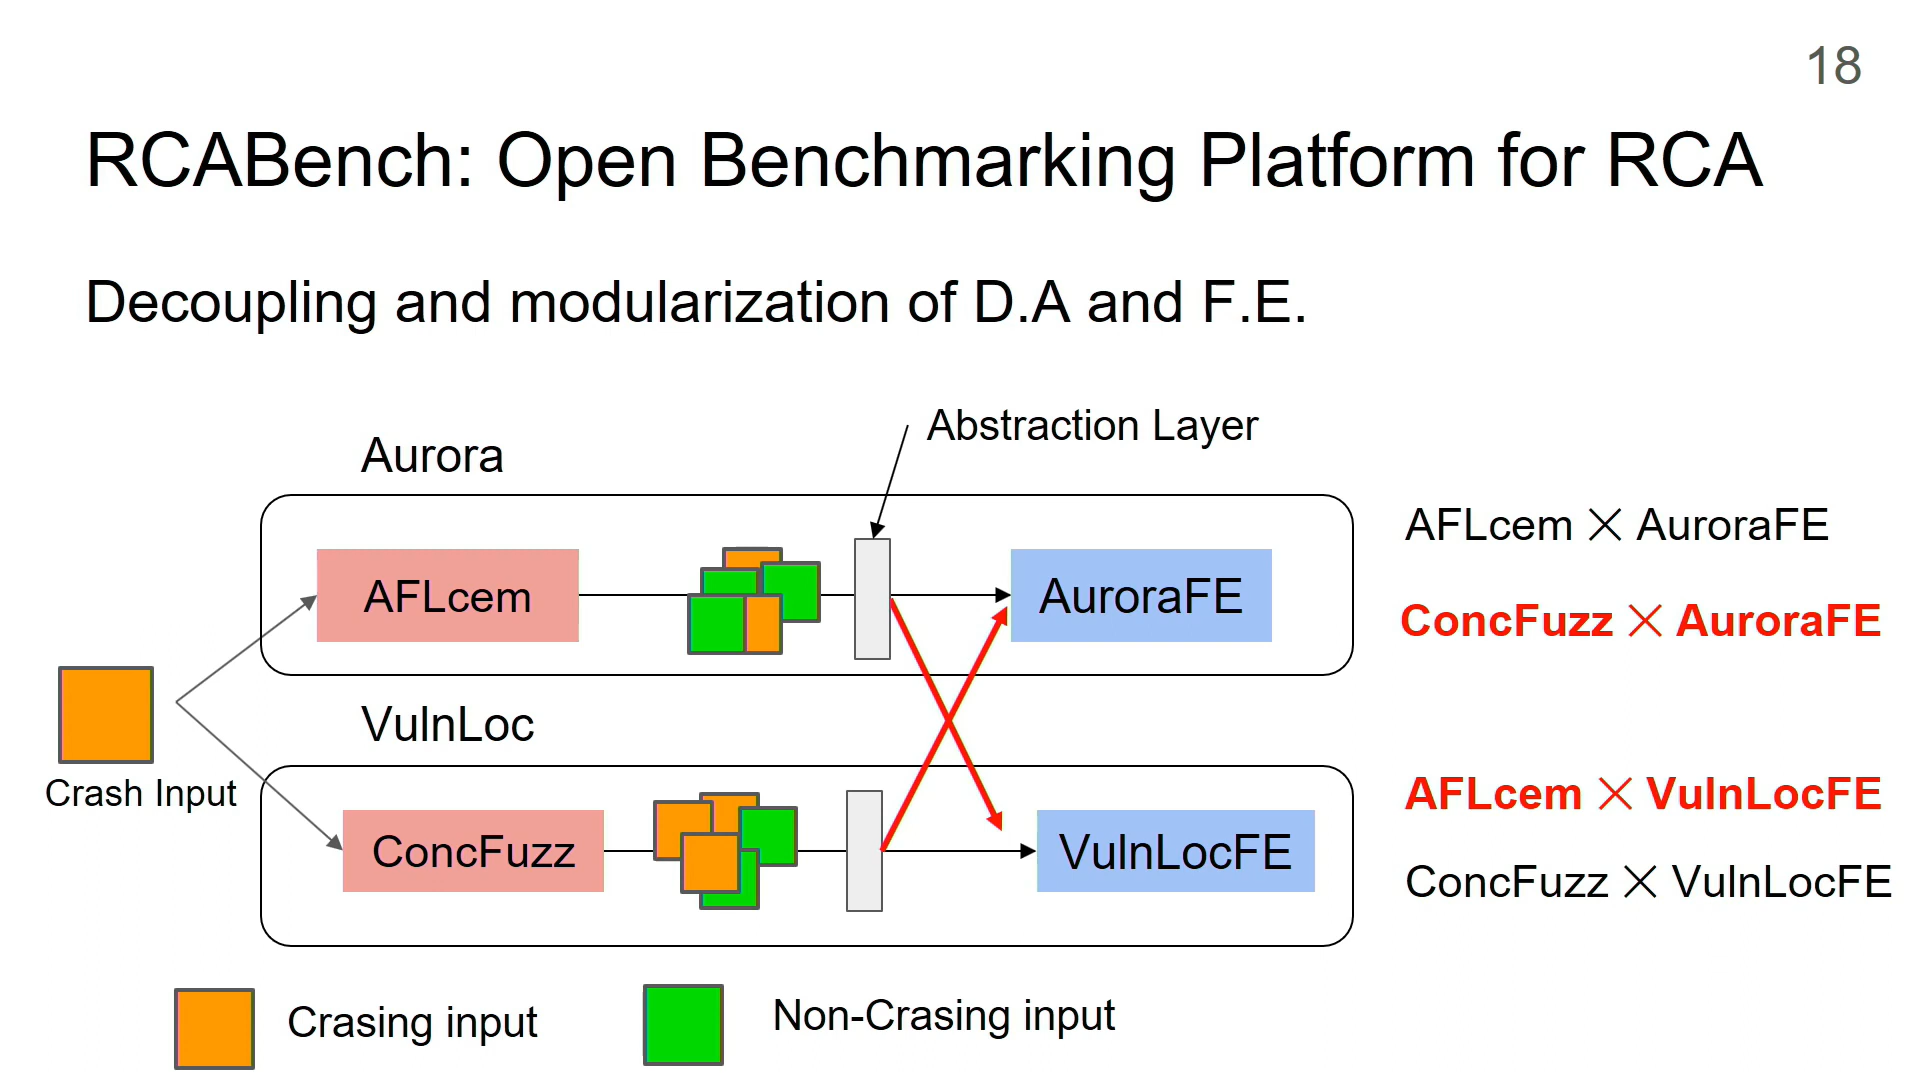 18
RCABench: Open Benchmarking Platform for RCA
Decoupling and modularization of D.A and F.E.
Abstraction Layer
Aurora
AFLcem
AuroraFE
AFLcem × AuroraFE
ConcFuzz × AuroraFE
VulnLoc
Crash Input
ConcFuzz
VulnLocFE
AFLcem × VulnLocFE
ConcFuzz × VulnLocFE
Crasing input
Non-Crasing input